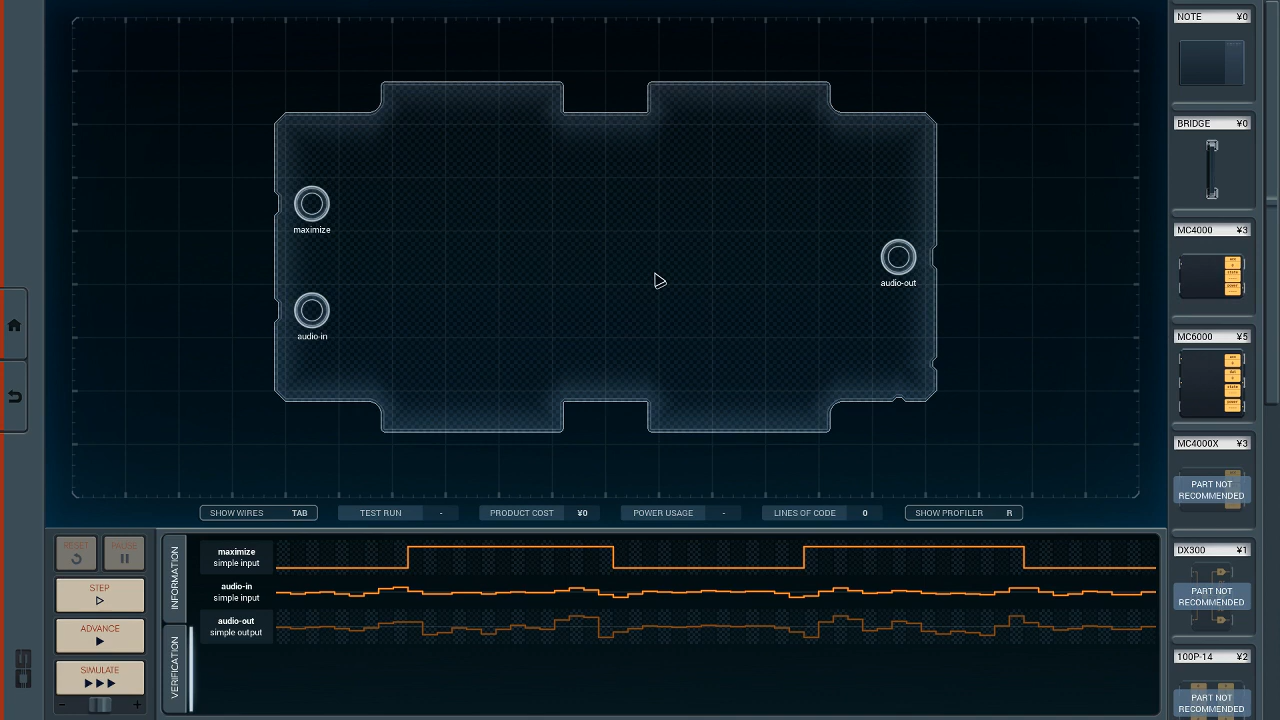 NOTE ¥0
BRIDGE ¥0
MC4000 ¥3
MC6000 ¥5
MC4000X ¥3
PART NOT
RECOMMENDED
DX300 ¥1
PART NOT
RECOMMENDED
100P-14 ¥2
PART NOT
RECOMMENDED
maximize
audio-in
audio-out
SHOW WIRES TAB
TEST RUN -
PRODUCT COST ¥0
POWER USAGE -
LINES OF CODE 0
SHOW PROFILER R
RESET
PAUSE
STEP
ADVANCE
SIMULATE
- +
INFORMATION
VERIFICATION
maximize
simple input
audio-in
simple input
audio-out
simple output